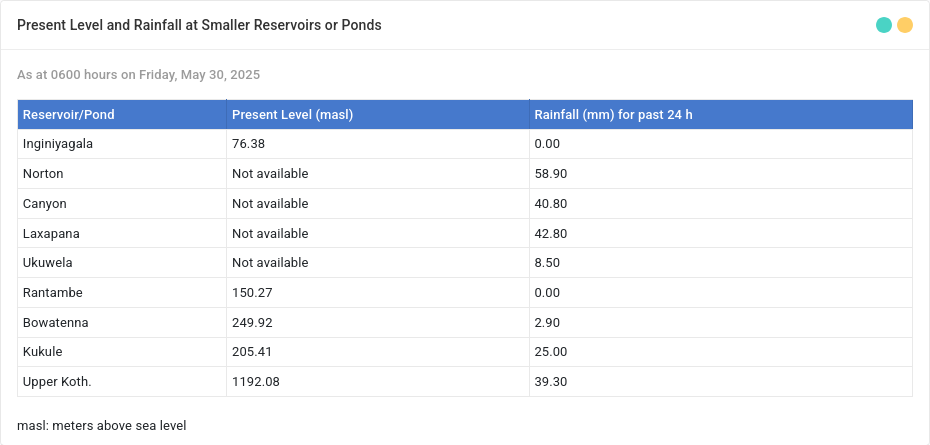 Present Level and Rainfall at Smaller Reservoirs or Ponds
As at 0600 hours on Friday, May 30, 2025
Reservoir/Pond Present Level (masl) Rainfall (mm) for past 24 h
Inginiyagala 76.38 0.00
Norton Not available 58.90
Canyon Not available 40.80
Laxapana Not available 42.80
Ukuwela Not available 8.50
Rantambe 150.27 0.00
Bowatenna 249.92 2.90
Kukule 205.41 25.00
Upper Koth. 1192.08 39.30
masl: meters above sea level